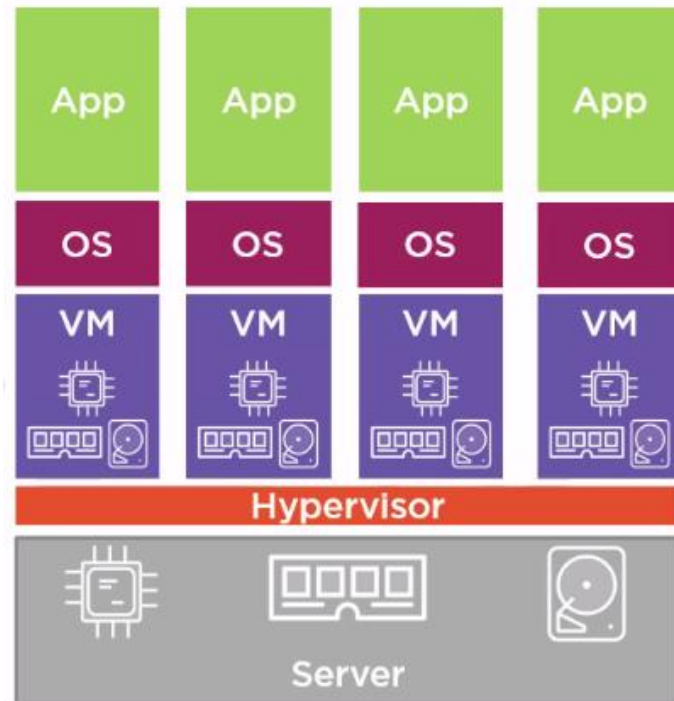 App App App App
OS OS OS OS
VM VM VM VM
Hypervisor
Server